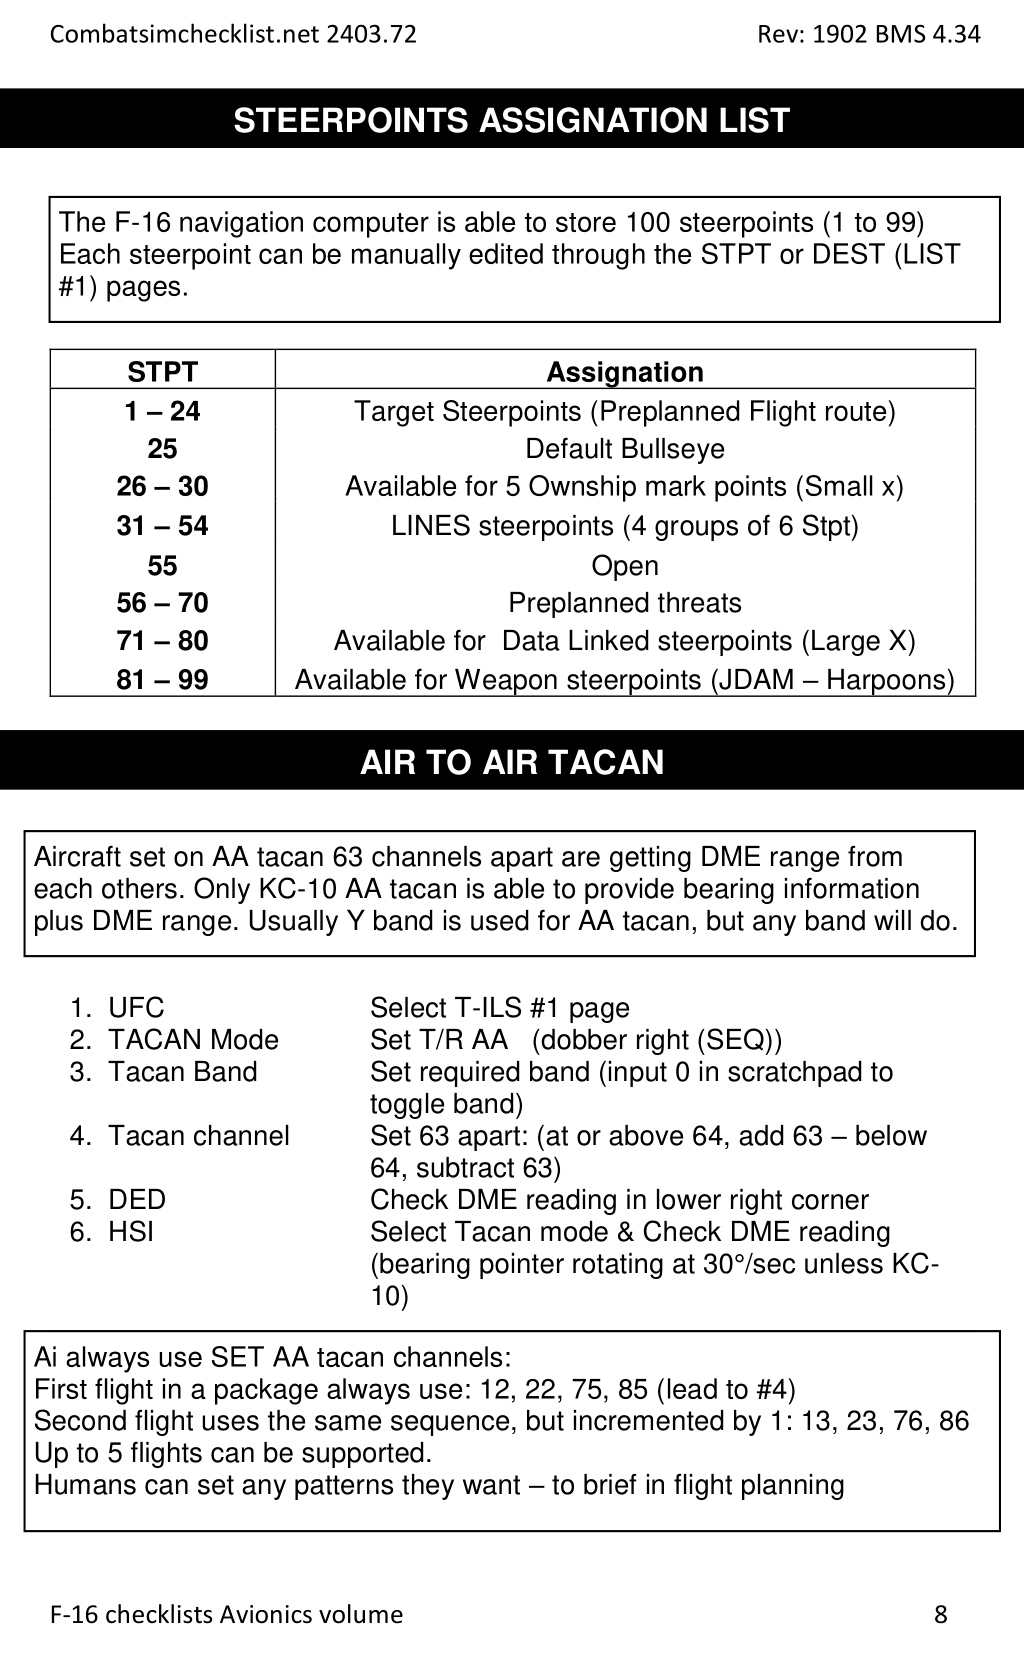 Combatsimchecklist.net 2403.72 Rev: 1902 BMS 4.34
STEERPOINTS ASSIGNATION LIST
The F-16 navigation computer is able to store 100 steerpoints (1 to 99)
Each steerpoint can be manually edited through the STPT or DEST (LIST
#1) pages.
STPT Assignation
1 – 24 Target Steerpoints (Preplanned Flight route)
25 Default Bullseye
26 – 30 Available for 5 Ownship mark points (Small x)
31 – 54 LINES steerpoints (4 groups of 6 Stpt)
55 Open
56 – 70 Preplanned threats
71 – 80 Available for  Data Linked steerpoints (Large X)
81 – 99 Available for Weapon steerpoints (JDAM – Harpoons)
AIR TO AIR TACAN
Aircraft set on AA tacan 63 channels apart are getting DME range from
each others. Only KC-10 AA tacan is able to provide bearing information
plus DME range. Usually Y band is used for AA tacan, but any band will do.
1. UFC Select T-ILS #1 page
2. TACAN Mode Set T/R AA   (dobber right (SEQ))
3. Tacan Band Set required band (input 0 in scratchpad to
toggle band)
4. Tacan channel Set 63 apart: (at or above 64, add 63 – below
64, subtract 63)
5. DED Check DME reading in lower right corner
6. HSI Select Tacan mode & Check DME reading
(bearing pointer rotating at 30°/sec unless KC-
10)
Ai always use SET AA tacan channels:
First flight in a package always use: 12, 22, 75, 85 (lead to #4)
Second flight uses the same sequence, but incremented by 1: 13, 23, 76, 86
Up to 5 flights can be supported.
Humans can set any patterns they want – to brief in flight planning
F-16 checklists Avionics volume 8